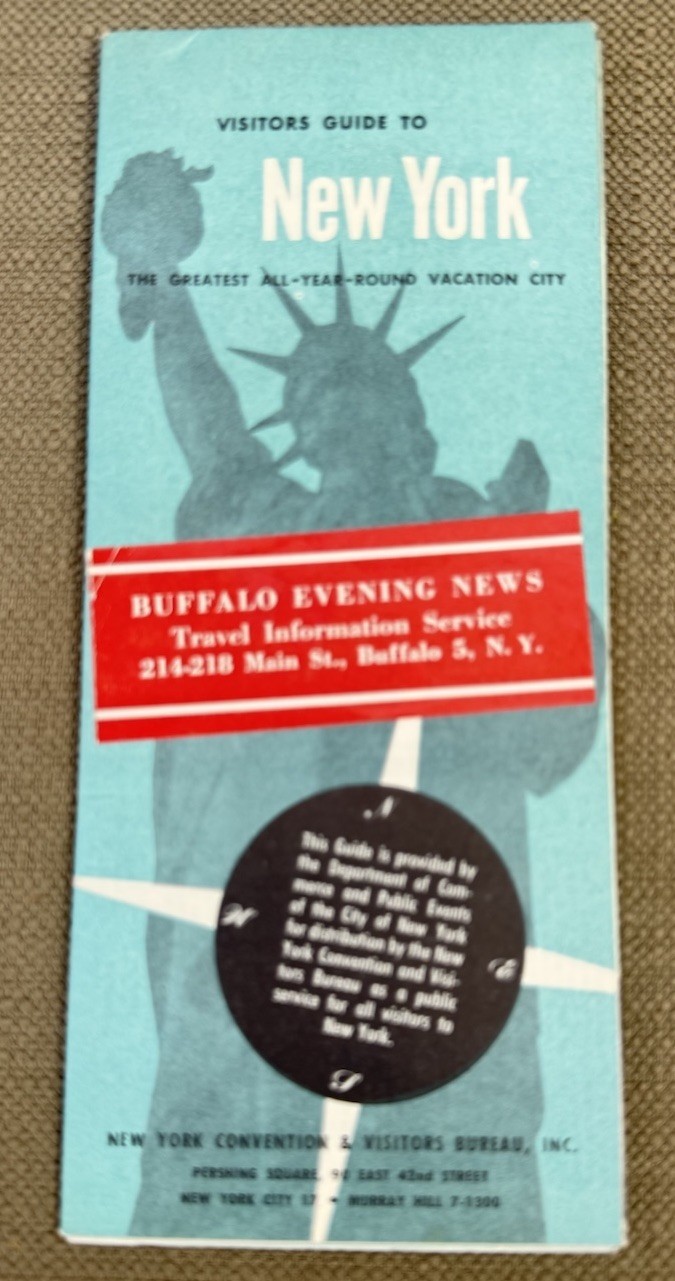 VISITORS GUIDE TO
New York
THE GREATEST ALL-YEAR-ROUND VACATION CITY
BUFFALO EVENING NEWS
Travel Information Service
214-218 Main St., Buffalo 5, N. Y.
N
This Guide is provided by
the Department of Com-
merce and Public Events
of the City of New York
for distribution by the New
York Convention and Visi-
tors Bureau as a public
service for all visitors to
New York.
W
E
S
NEW YORK CONVENTION & VISITORS BUREAU, INC.
PERSHING SQUARE, 90 EAST 42nd STREET
NEW YORK CITY 17 • MURRAY HILL 7-1300